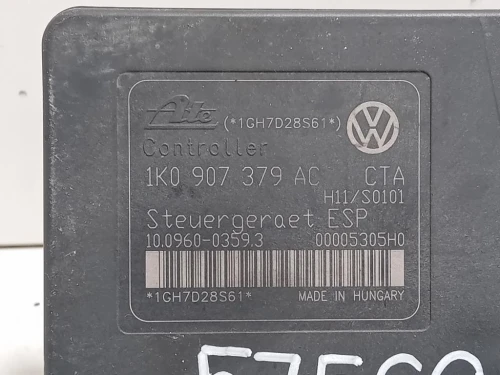 Ate (*1GH7D28S61*)
Controller
1K0 907 379 AC CTA
H11/S0101
Steuergeraet ESP
10.0960-0359.3 00005305H0
*1GH7D28S61* MADE IN HUNGARY